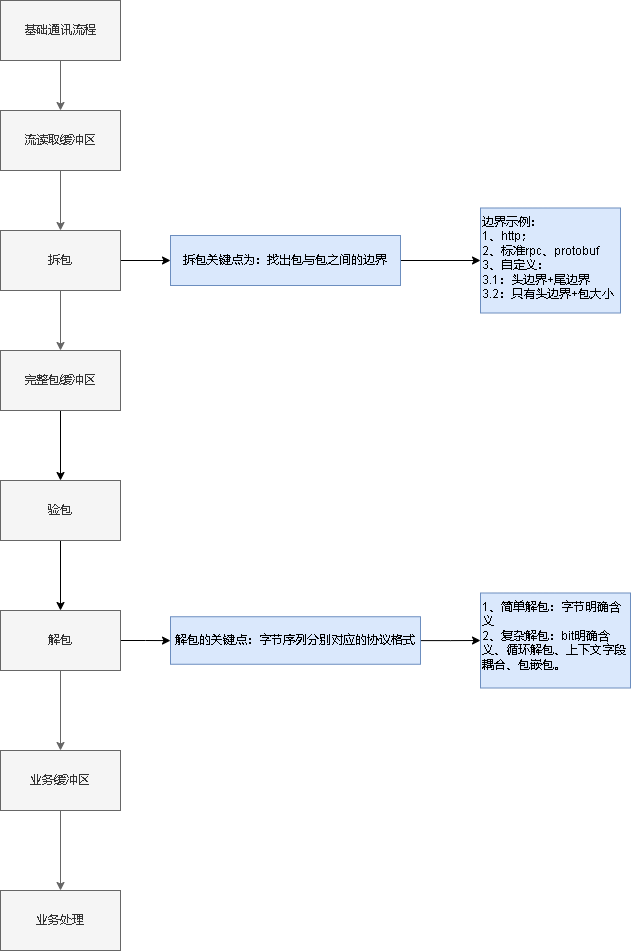 基础通讯流程
流读取缓冲区
拆包
拆包关键点为：找出包与包之间的边界
边界示例：
1、http；
2、标准rpc、protobuf
3、自定义：
3.1：头边界+尾边界
3.2：只有头边界+包大小
完整包缓冲区
验包
解包
解包的关键点：字节序列分别对应的协议格式
1、简单解包：字节明确含
义
2、复杂解包：bit明确含
义、循环解包、上下文字段
耦合、包嵌包。
业务缓冲区
业务处理